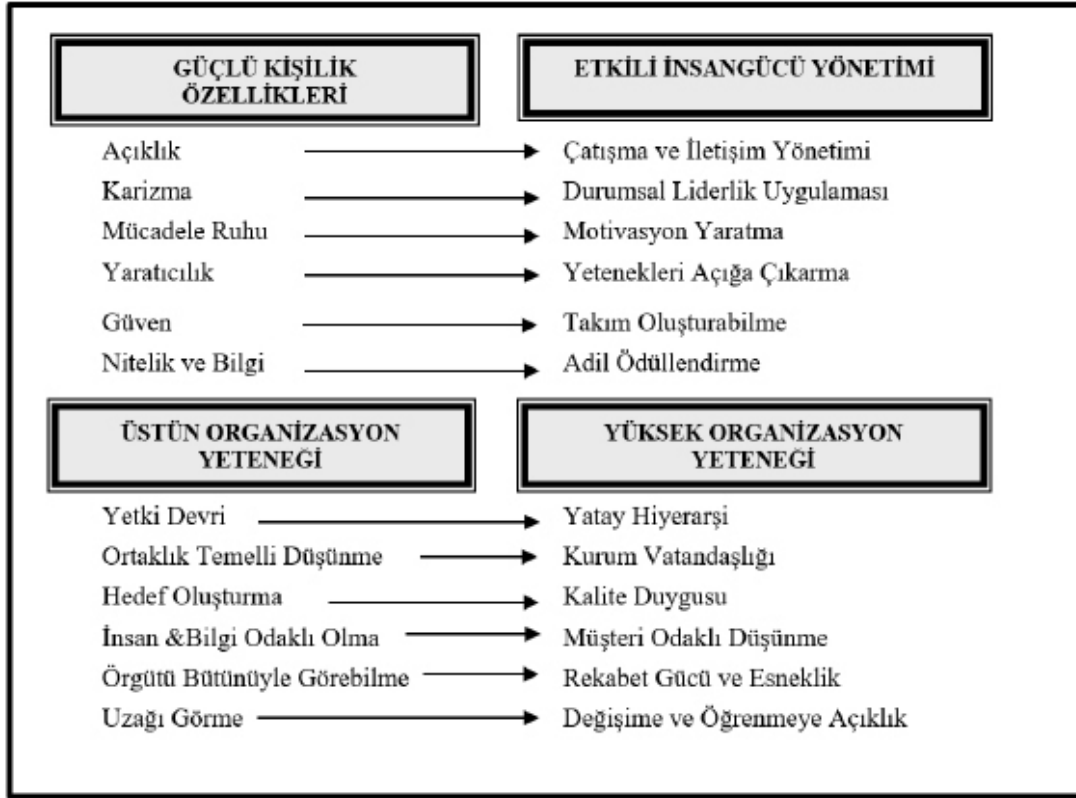 GÜÇLÜ KİŞİLİK
ÖZELLİKLERİ
ETKİLİ İNSANGÜCÜ YÖNETİMİ
Açıklık Çatışma ve İletişim Yönetimi
Karizma Durumsal Liderlik Uygulaması
Mücadele Ruhu Motivasyon Yaratma
Yaratıcılık Yetenekleri Açığa Çıkarma
Güven Takım Oluşturabilme
Nitelik ve Bilgi Adil Ödüllendirme
ÜSTÜN ORGANİZASYON
YETENEĞİ
YÜKSEK ORGANİZASYON
YETENEĞİ
Yetki Devri Yatay Hiyerarşi
Ortaklık Temelli Düşünme Kurum Vatandaşlığı
Hedef Oluşturma Kalite Duygusu
İnsan &Bilgi Odaklı Olma Müşteri Odaklı Düşünme
Örgütü Bütünüyle Görebilme Rekabet Gücü ve Esneklik
Uzağı Görme Değişime ve Öğrenmeye Açıklık